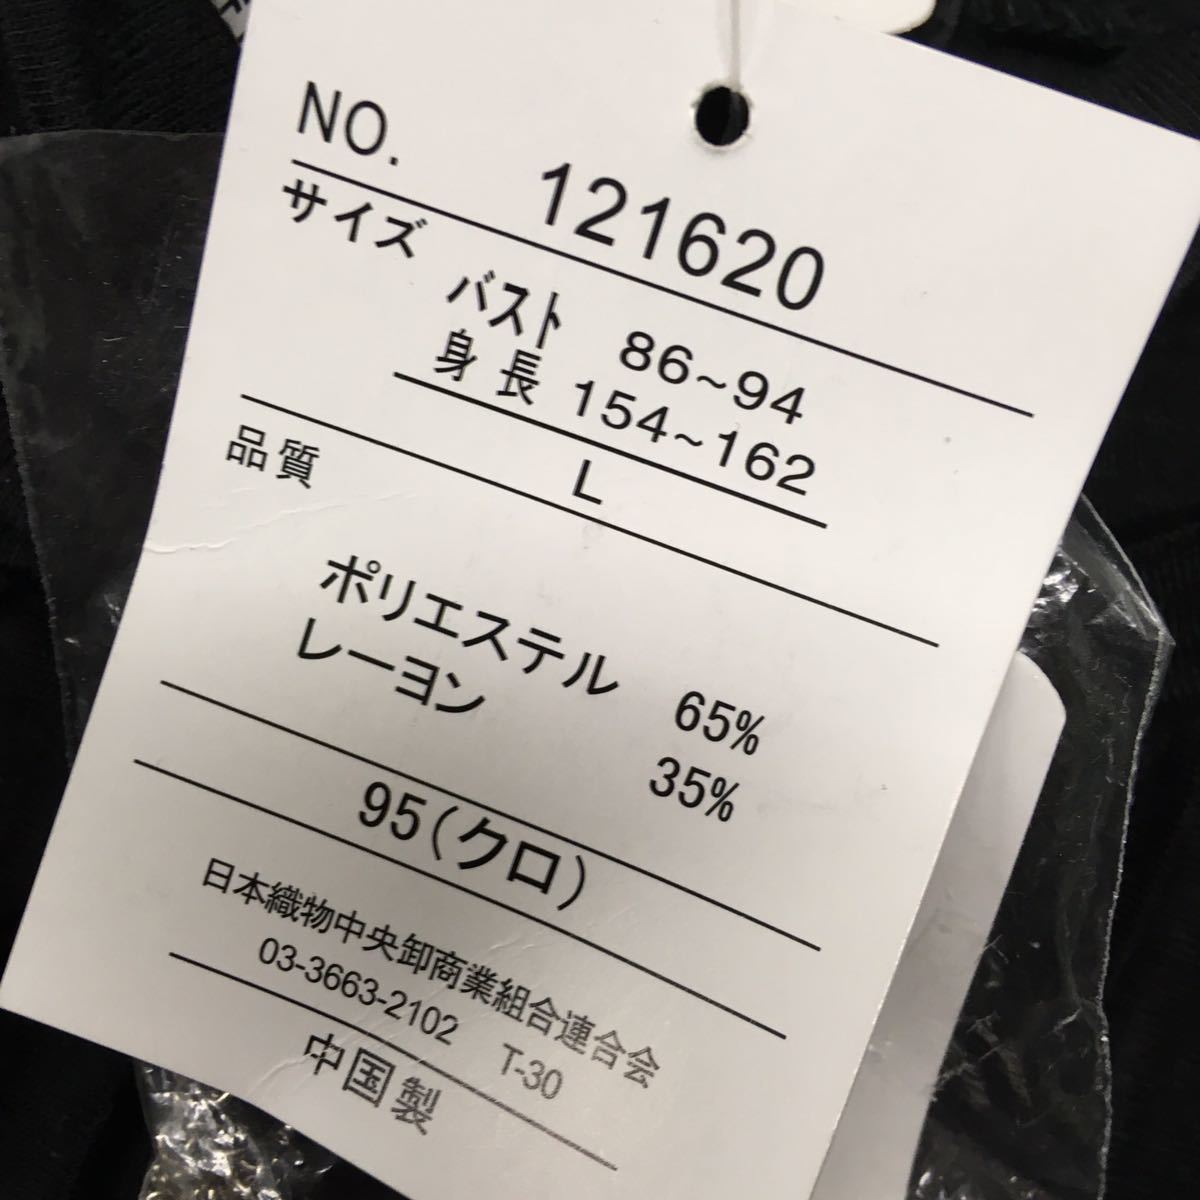 NO. 121620
サイズ
バスト 86~94
身長 154~162
L
品質
ポリエステル 65%
レーヨン 35%
95(クロ)
日本織物中央卸商業組合連合会
03-3663-2102 T-30
中国製